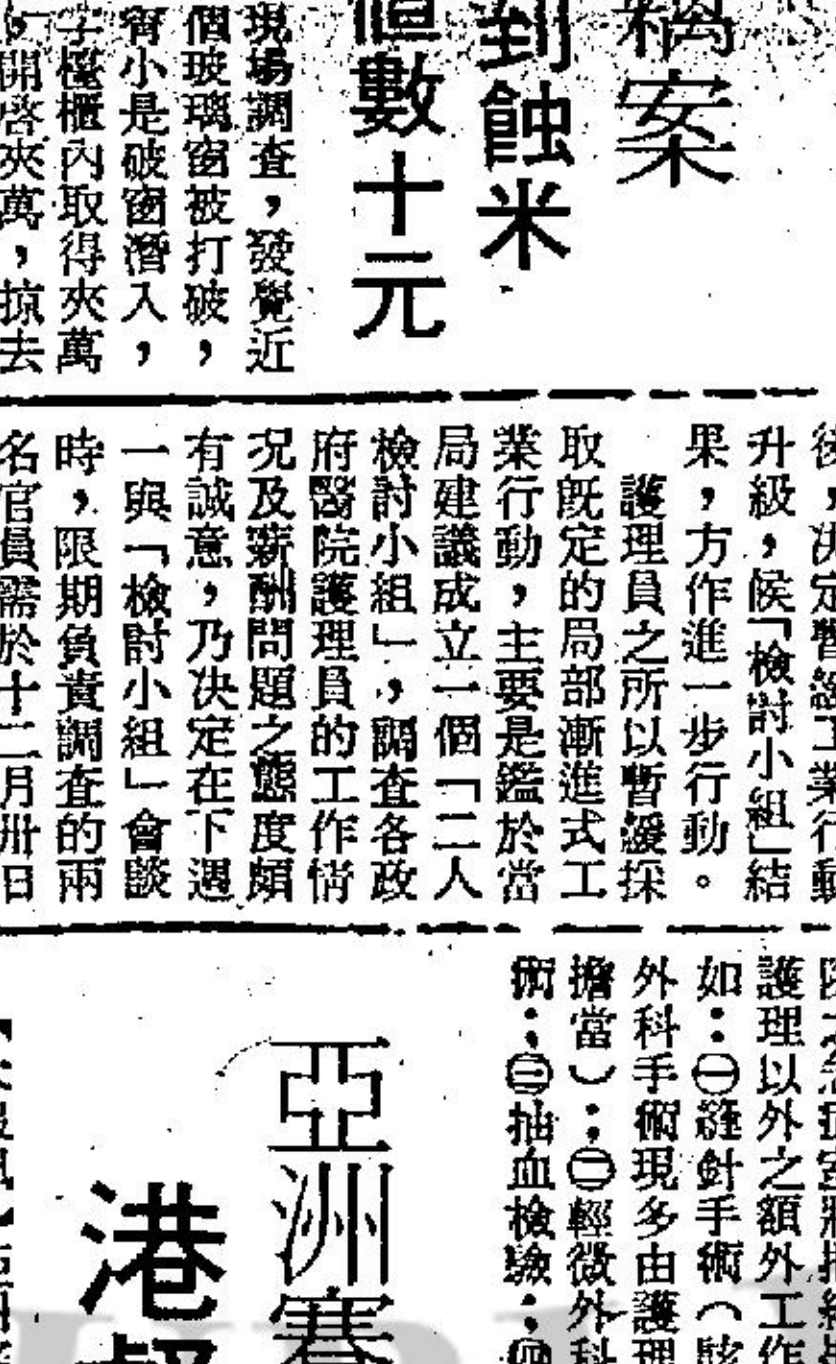 案
到蝕米
值數十元
現場調查，發覺近
個玻璃窗被打破，
宵小是破窗潛入，
子檯櫃內取得夾萬
，開啓夾萬，掠去
後，決定暫緩工業行動
升級，候「檢討小組」結
果，方作進一步行動。
護理員之所以暫緩採
取既定的局部漸進式工
業行動，主要是鑑於當
局建議成立一個「二人
檢討小組」，調查各政
府醫院護理員的工作情
況及薪酬問題之態度頗
有誠意，乃決定在下週
一與「檢討小組」會談
時，限期負責調查的兩
名官員需於十二月卅日
護理以外之額外工作
如：㊀縫針手術（該
外科手術現多由護理
擔當）：㊁輕微外科
術：㊂抽血檢驗：㊃
亞洲賽
港督